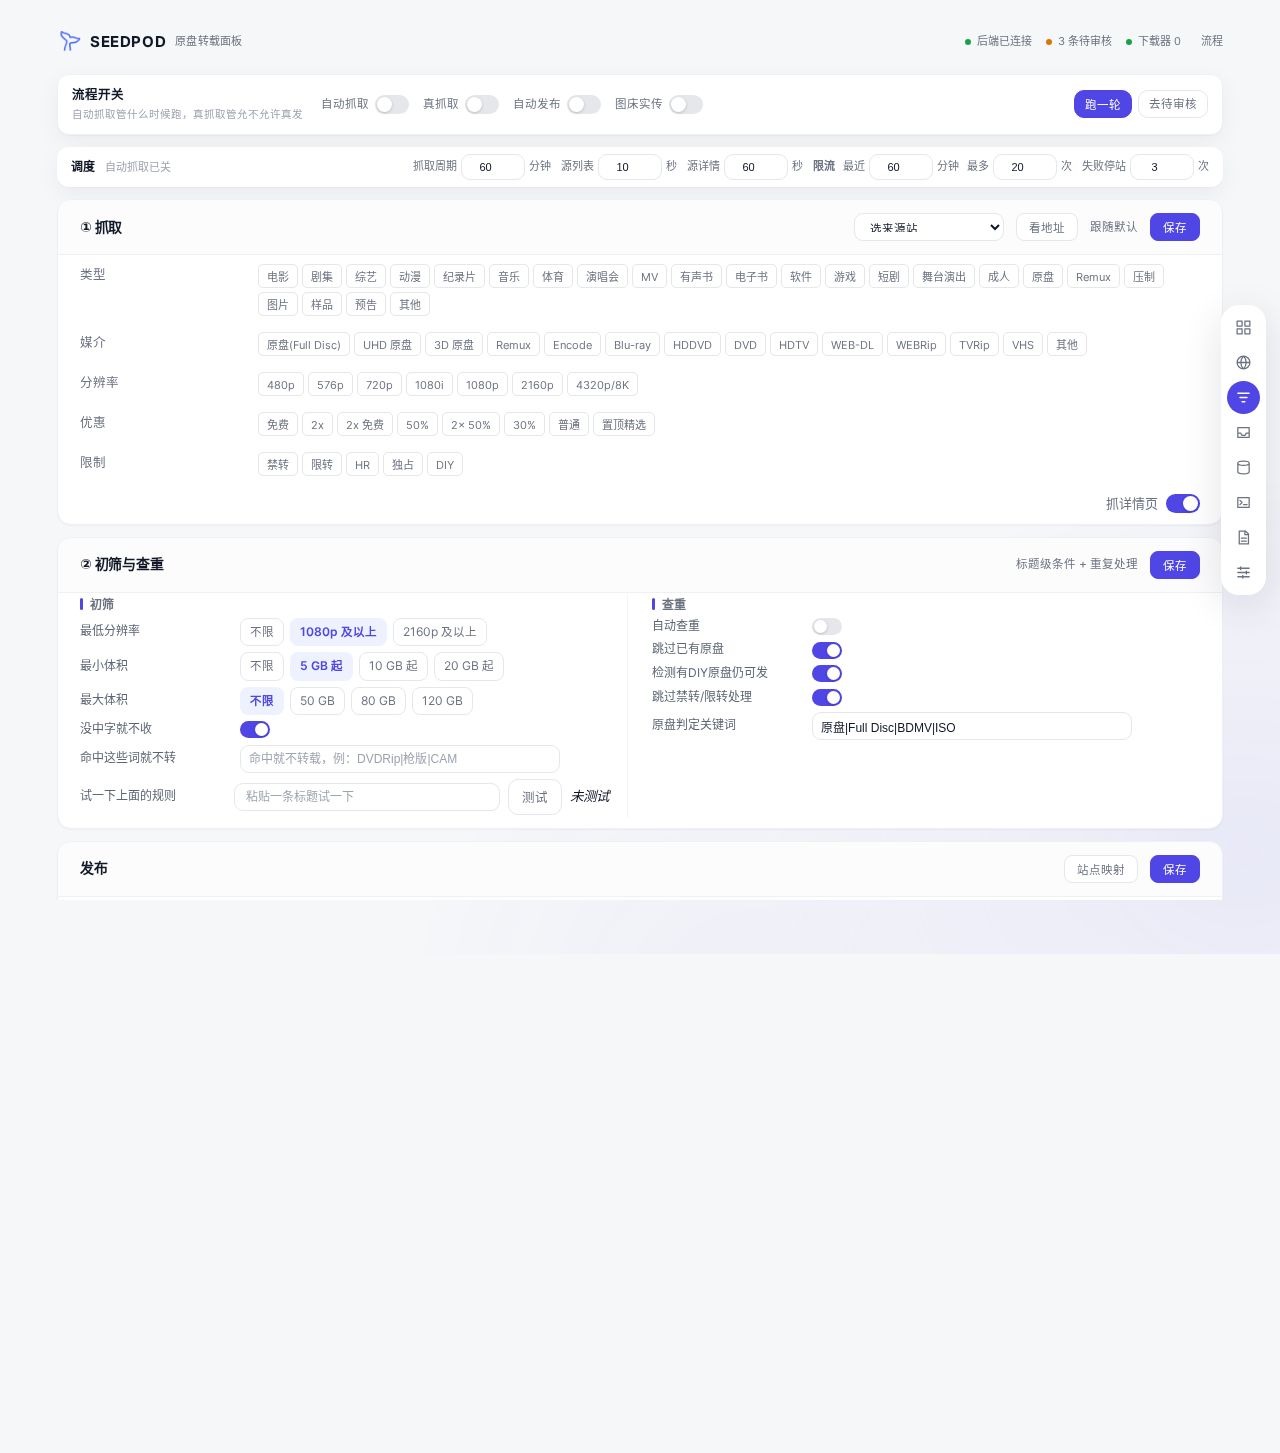 SEEDPOD 原盘转载面板 后端已连接 3 条待审核 下载器 0 流程
流程开关
自动抓取管什么时候跑，真抓取管允不允许真发
自动抓取 真抓取 自动发布 图床实传 跑一轮 去待审核
调度 自动抓取已关 抓取周期 60 分钟 源列表 10 秒 源详情 60 秒 限流 最近 60 分钟 最多 20 次 失败停站 3 次
① 抓取 选来源站 看地址 跟随默认 保存
类型 电影 剧集 综艺 动漫 纪录片 音乐 体育 演唱会 MV 有声书 电子书 软件 游戏 短剧 舞台演出 成人 原盘 Remux 压制
图片 样品 预告 其他
媒介 原盘(Full Disc) UHD 原盘 3D 原盘 Remux Encode Blu-ray HDDVD DVD HDTV WEB-DL WEBRip TVRip VHS 其他
分辨率 480p 576p 720p 1080i 1080p 2160p 4320p/8K
优惠 免费 2x 2x 免费 50% 2× 50% 30% 普通 置顶精选
限制 禁转 限转 HR 独占 DIY
抓详情页
② 初筛与查重 标题级条件 + 重复处理 保存
初筛
最低分辨率 不限 1080p 及以上 2160p 及以上
最小体积 不限 5 GB 起 10 GB 起 20 GB 起
最大体积 不限 50 GB 80 GB 120 GB
没中字就不收
命中这些词就不转 命中就不转载，例：DVDRip|枪版|CAM
试一下上面的规则 粘贴一条标题试一下 测试 未测试
查重
自动查重
跳过已有原盘
检测有DIY原盘仍可发
跳过禁转/限转处理
原盘判定关键词 原盘|Full Disc|BDMV|ISO
发布 站点映射 保存